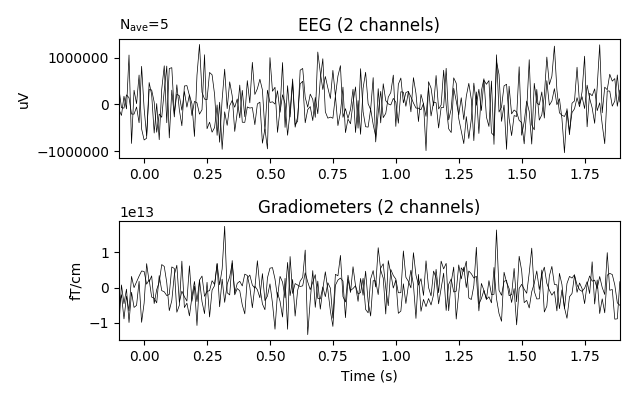 N_ave=5
EEG (2 channels)
uV
1000000
0
−1000000
0.00 0.25 0.50 0.75 1.00 1.25 1.50 1.75
1e13
Gradiometers (2 channels)
fT/cm
1
0
−1
0.00 0.25 0.50 0.75 1.00 1.25 1.50 1.75
Time (s)